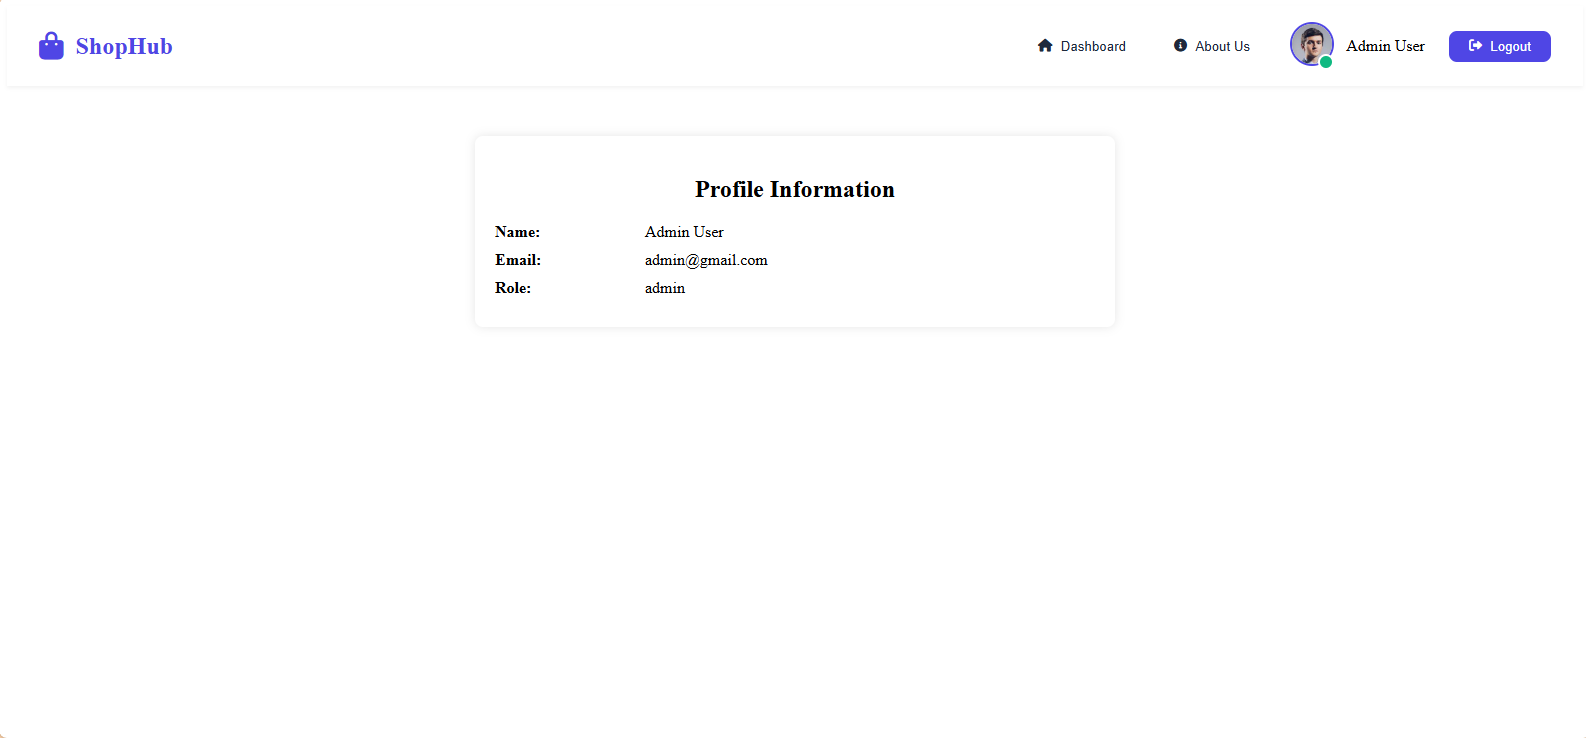 ShopHub
Dashboard
About Us
Admin User
Logout
Profile Information
Name: Admin User
Email: admin@gmail.com
Role: admin